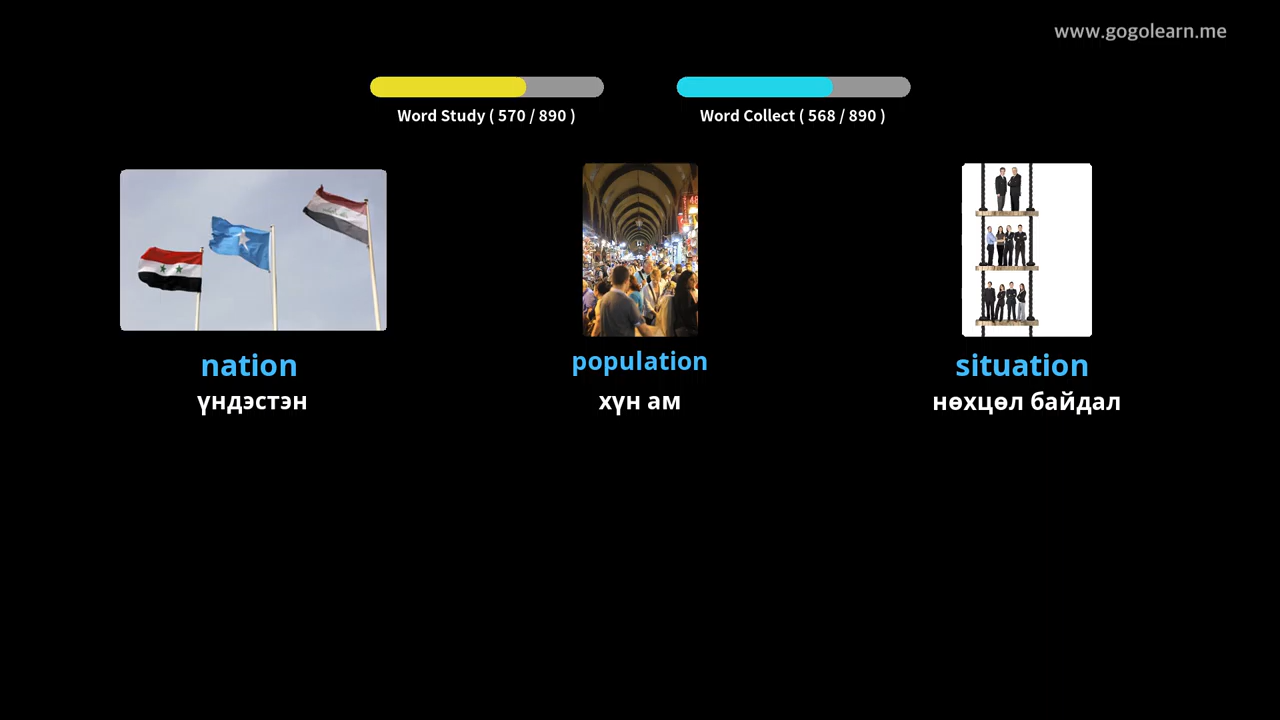 www.gogolearn.me
Word Study ( 570 / 890 )
Word Collect ( 568 / 890 )
nation
population
situation
үндэстэн
хүн ам
нөхцөл байдал